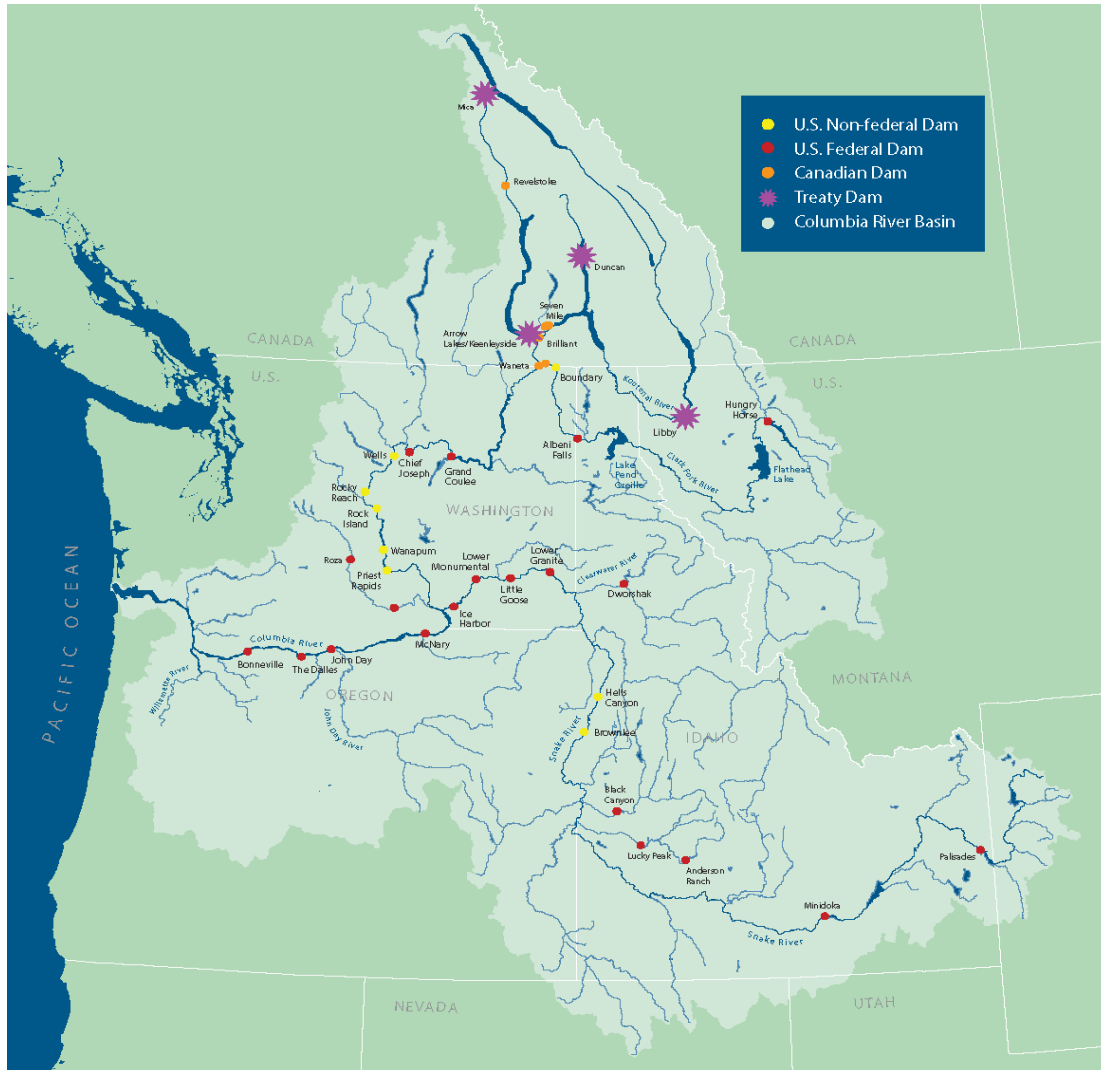 U.S. Non-federal Dam
U.S. Federal Dam
Canadian Dam
Treaty Dam
Columbia River Basin
Mica
Revelstoke
Duncan
Seven
Mile
Arrow
Lakes/Keenleyside
Brilliant
CANADA
CANADA
U.S.
U.S.
Waneta
Boundary
Kootenai River
Libby
Hungry
Horse
Albeni
Falls
Lake
Pend
Oreille
Clark Fork River
Flathead
Lake
Wells
Chief
Joseph
Grand
Coulee
Rocky
Reach
Rock
Island
WASHINGTON
Wanapum
Roza
Priest
Rapids
Lower
Monumental
Lower
Granite
Little
Goose
Clearwater River
Dworshak
Ice
Harbor
McNary
Columbia River
Bonneville
The Dalles
John Day
Willamette River
OREGON
John Day River
PACIFIC OCEAN
MONTANA
Hells
Canyon
Snake River
Brownlee
IDAHO
Black
Canyon
Lucky Peak
Anderson
Ranch
Palisades
Minidoka
Snake River
NEVADA
UTAH